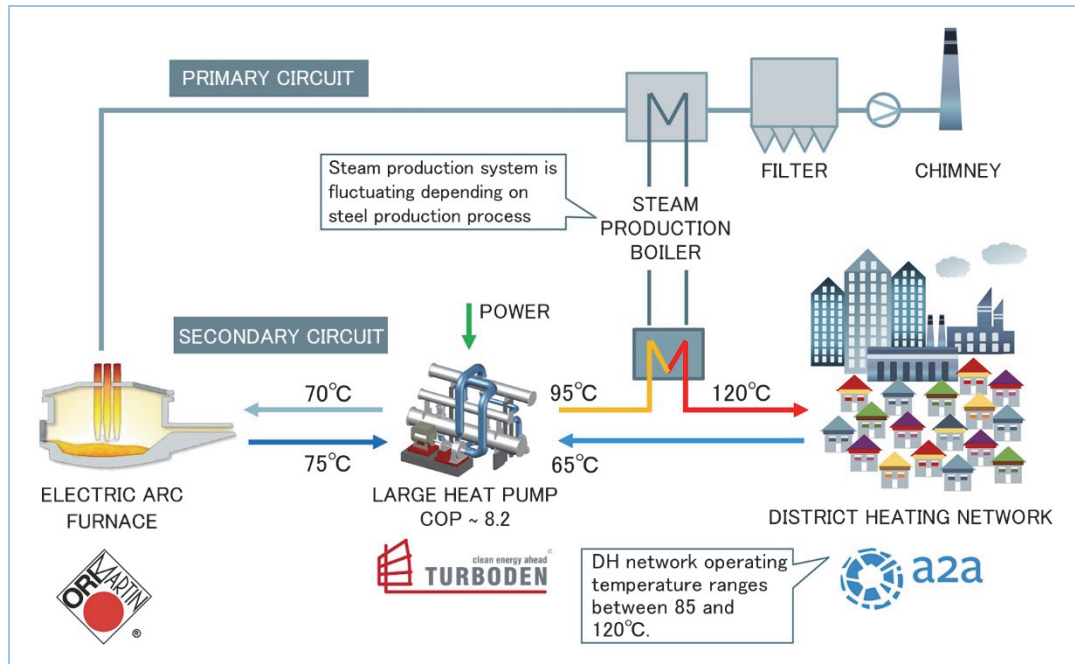 PRIMARY CIRCUIT
FILTER
CHIMNEY
Steam production system is
fluctuating depending on
steel production process
STEAM
PRODUCTION
BOILER
POWER
SECONDARY CIRCUIT
70℃
95℃
120℃
75℃
65℃
ELECTRIC ARC
FURNACE
LARGE HEAT PUMP
COP ~ 8.2
DISTRICT HEATING NETWORK
ORI
MARTIN
®
clean energy ahead
®
TURBODEN
DH network operating
temperature ranges
between 85 and
120℃.
a2a